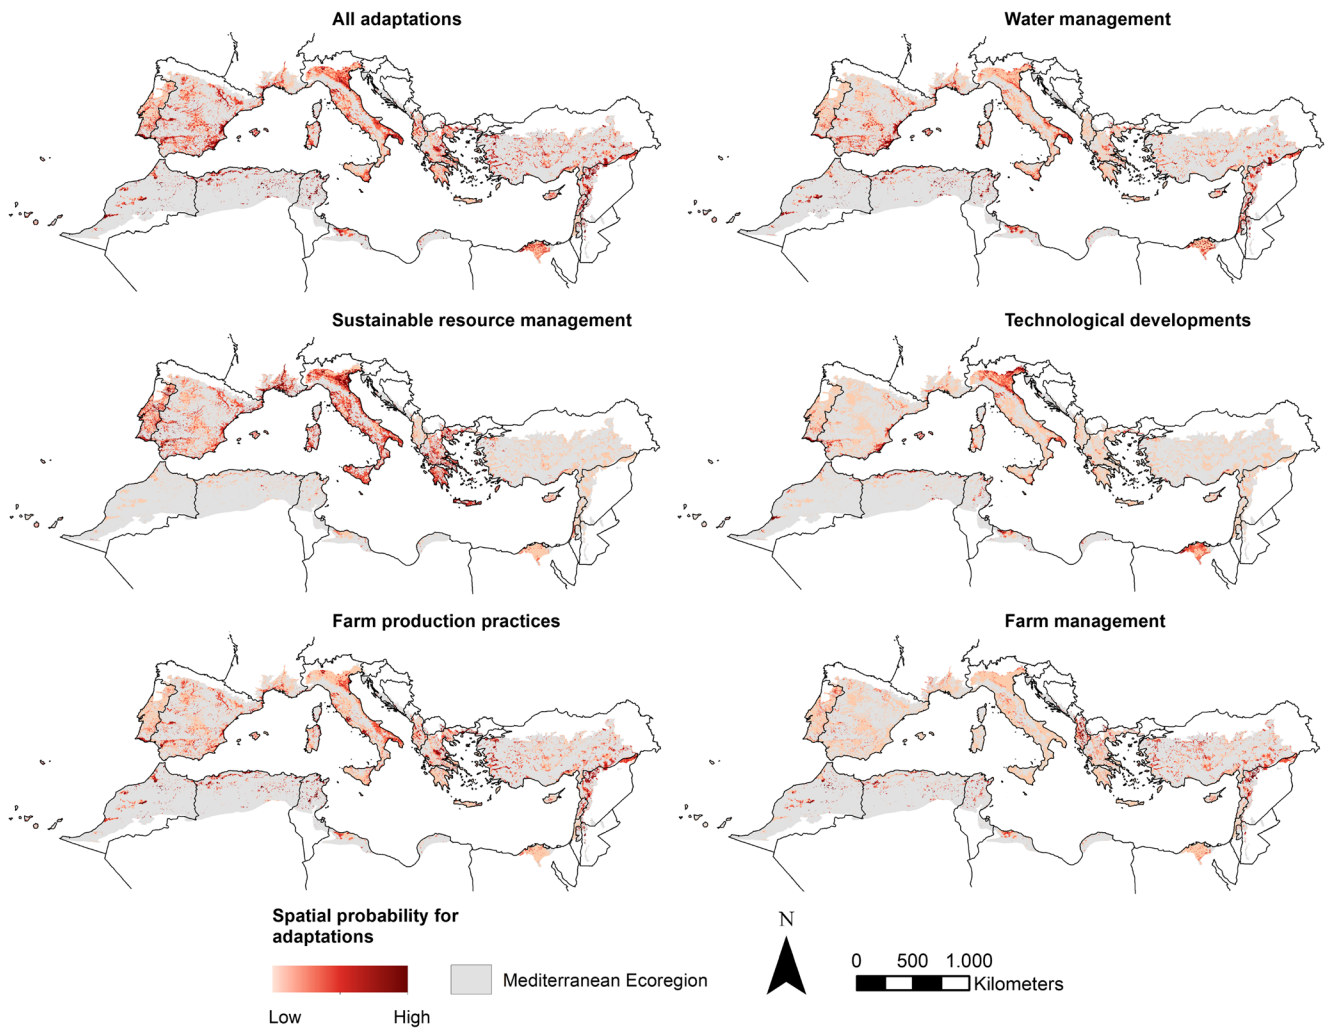 All adaptations
Water management
Sustainable resource management
Technological developments
Farm production practices
Farm management
Spatial probability for
adaptations
Low
High
Mediterranean Ecoregion
N
0 500 1.000
Kilometers